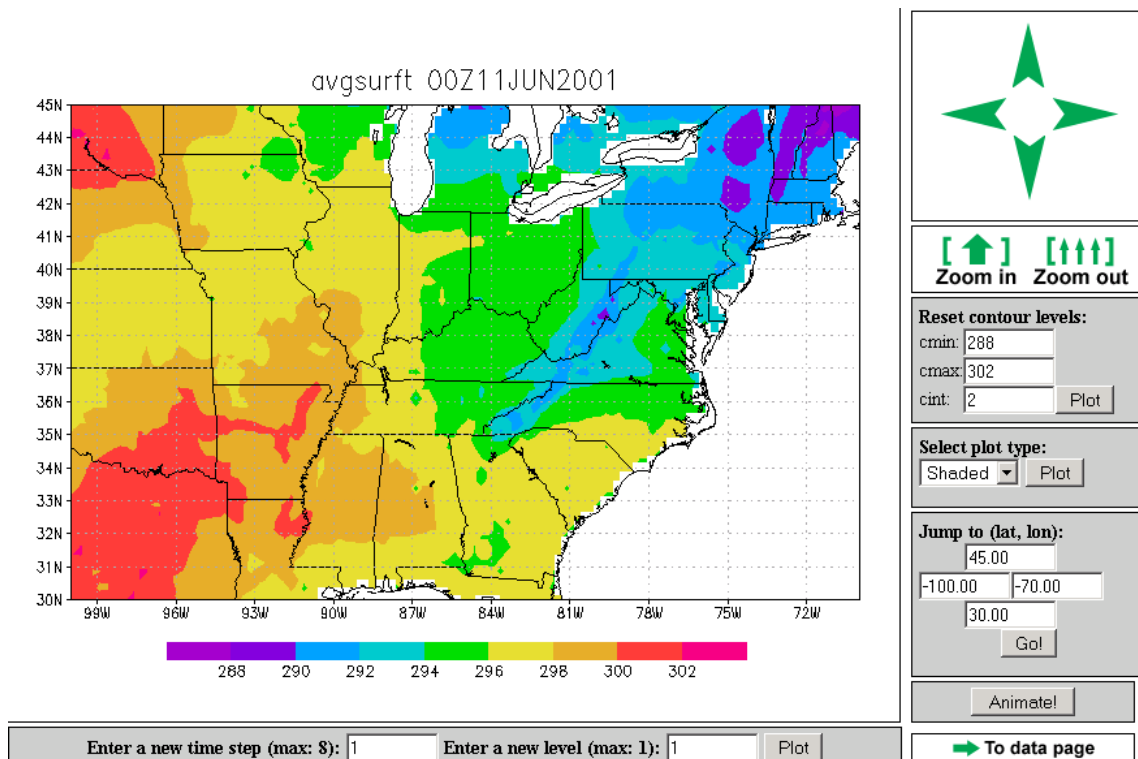 avgsurft 00Z11JUN2001
45N
44N
43N
42N
41N
40N
39N
38N
37N
36N
35N
34N
33N
32N
31N
30N
99W 96W 93W 90W 87W 84W 81W 78W 75W 72W
288 290 292 294 296 298 300 302
Enter a new time step (max: 8): 1 Enter a new level (max: 1): 1 Plot
[ ] [ ]
Zoom in Zoom out
Reset contour levels:
cmin: 288
cmax: 302
cint: 2 Plot
Select plot type:
Shaded Plot
Jump to (lat, lon):
45.00
-100.00 -70.00
30.00
Go!
Animate!
To data page